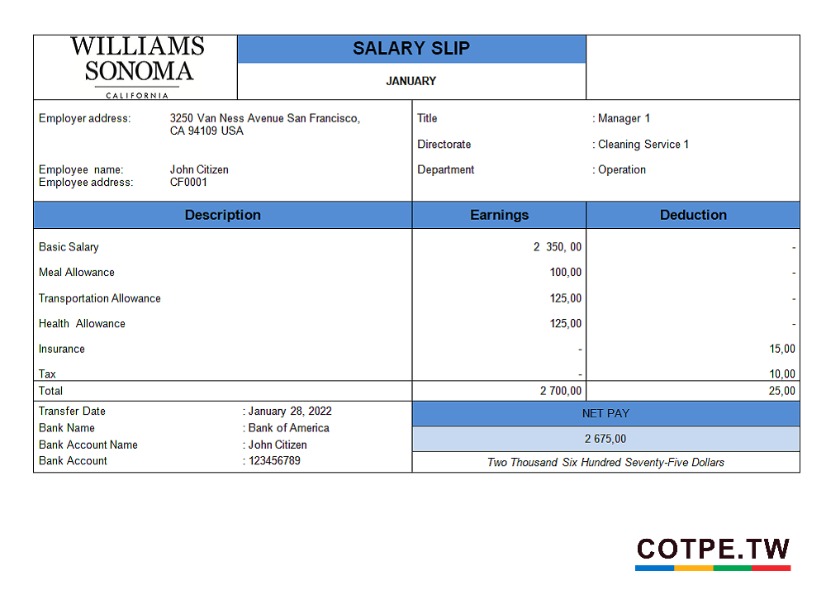 WILLIAMS
SONOMA
CALIFORNIA
SALARY SLIP
JANUARY
Employer address: 3250 Van Ness Avenue San Francisco,
CA 94109 USA
Employee name: John Citizen
Employee address: CF0001
Title : Manager 1
Directorate : Cleaning Service 1
Department : Operation
Description Earnings Deduction
Basic Salary 2 350, 00 -
Meal Allowance 100,00 -
Transportation Allowance 125,00 -
Health Allowance 125,00 -
Insurance - 15,00
Tax - 10,00
Total 2 700,00 25,00
Transfer Date : January 28, 2022
Bank Name : Bank of America
Bank Account Name : John Citizen
Bank Account : 123456789
NET PAY
2 675,00
Two Thousand Six Hundred Seventy-Five Dollars
COTPE.TW